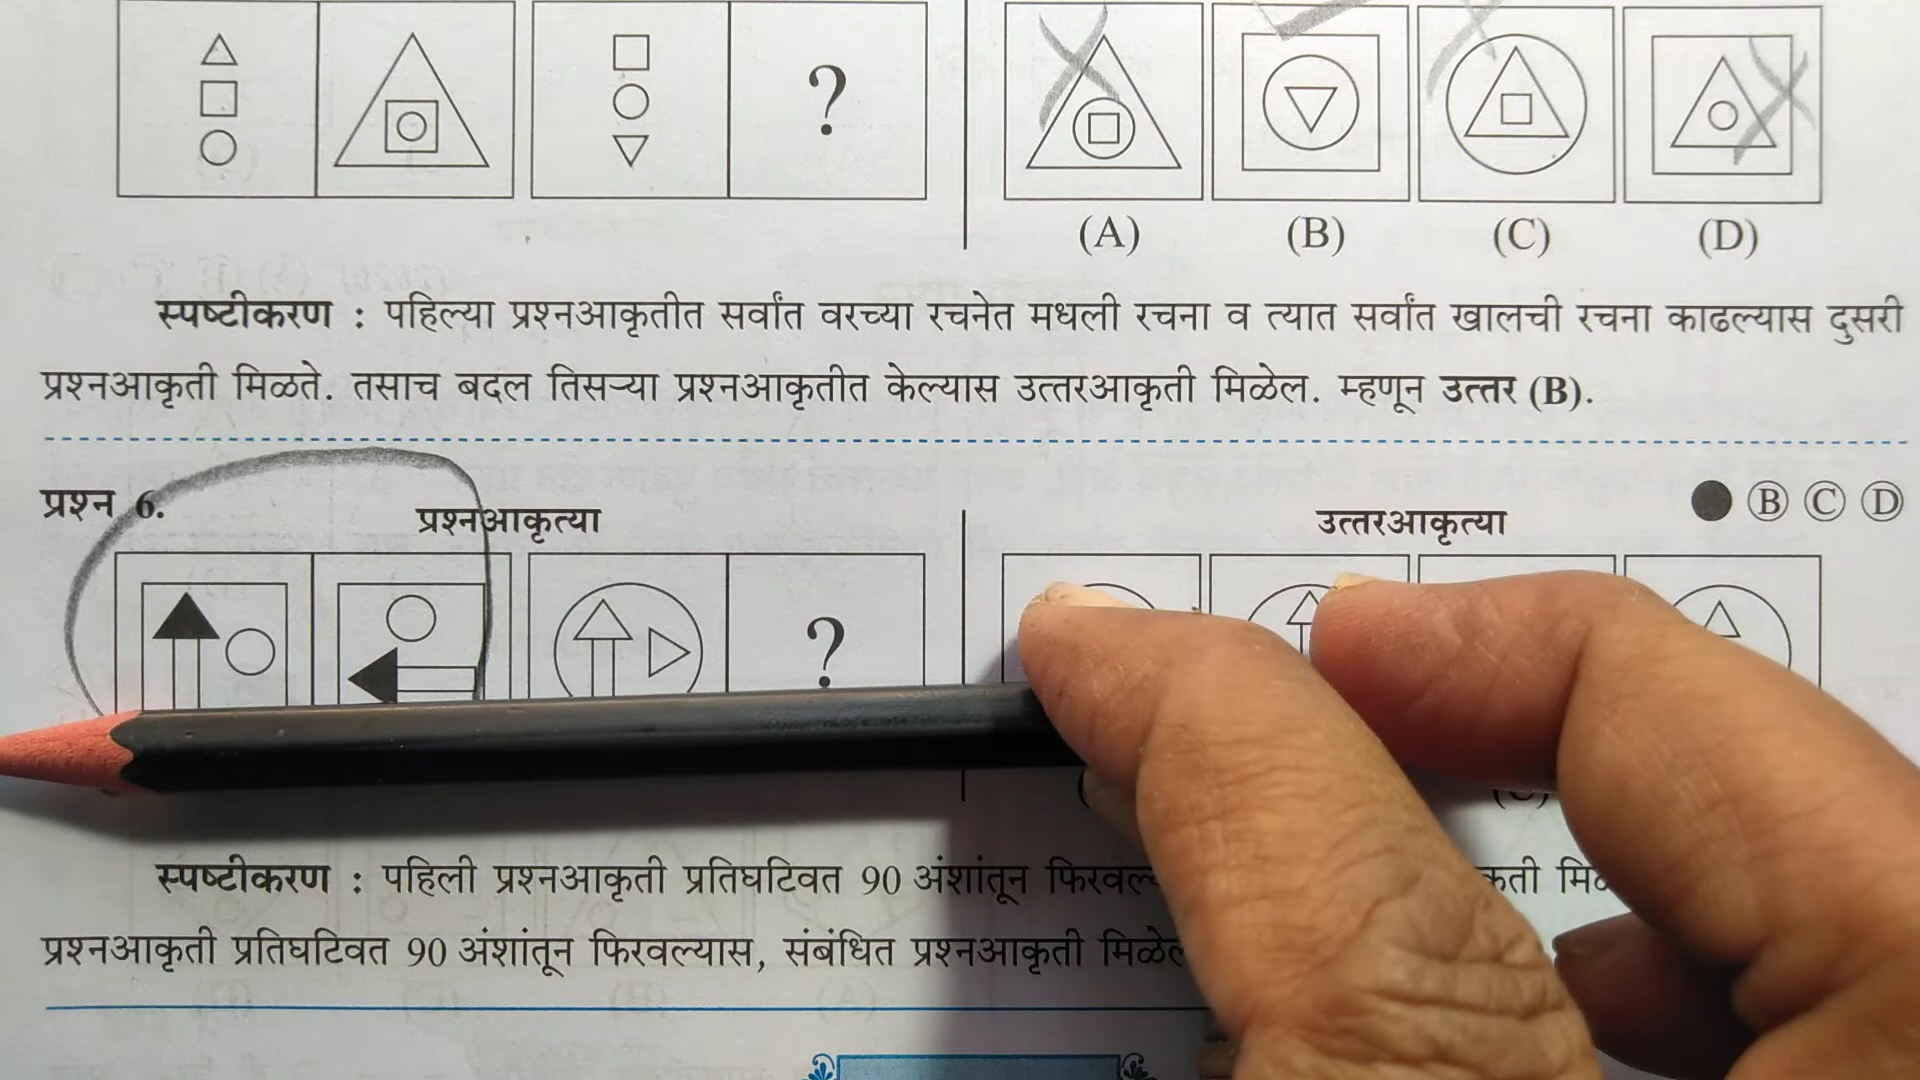 ? ?
(A) (B) (C) (D)
स्पष्टीकरण : पहिल्या प्रश्नआकृतीत सर्वांत वरच्या रचनेत मधली रचना व त्यात सर्वांत खालची रचना काढल्यास दुसरी
प्रश्नआकृती मिळते. तसाच बदल तिसऱ्या प्रश्नआकृतीत केल्यास उत्तरआकृती मिळेल. म्हणून उत्तर (B).
प्रश्न 6. प्रश्नआकृत्या उत्तरआकृत्या B C D
?
स्पष्टीकरण : पहिली प्रश्नआकृती प्रतिघटिवत 90 अंशांतून
प्रश्नआकृती प्रतिघटिवत 90 अंशांतून फिरवल्यास, संबंधित प्रश्नआकृती